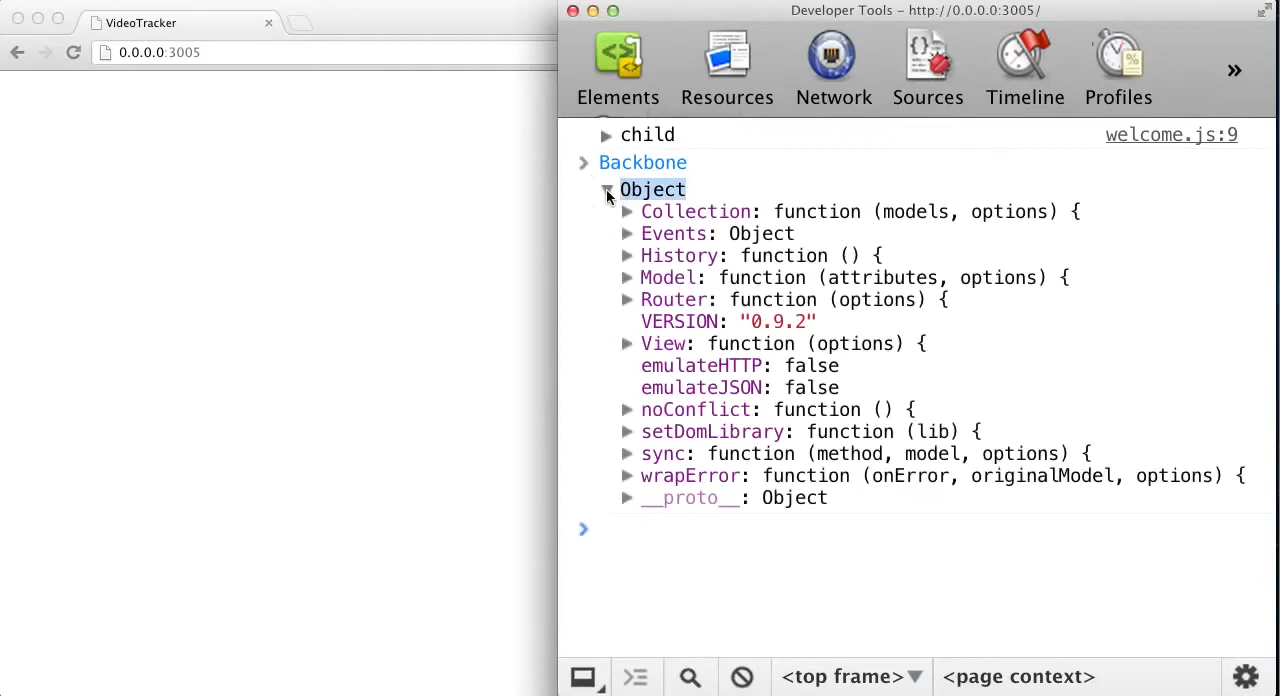 VideoTracker
0.0.0.0:3005
Developer Tools – http://0.0.0.0:3005/
Elements Resources Network Sources Timeline Profiles
child welcome.js:9
Backbone
Object
Collection: function (models, options) {
Events: Object
History: function () {
Model: function (attributes, options) {
Router: function (options) {
VERSION: "0.9.2"
View: function (options) {
emulateHTTP: false
emulateJSON: false
noConflict: function () {
setDomLibrary: function (lib) {
sync: function (method, model, options) {
wrapError: function (onError, originalModel, options) {
__proto__: Object
<top frame> <page context>